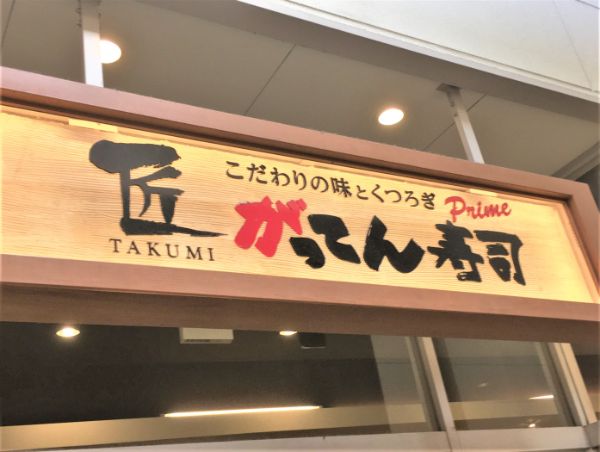 匠
TAKUMI
こだわりの味とくつろぎ
Prime
がってん寿司